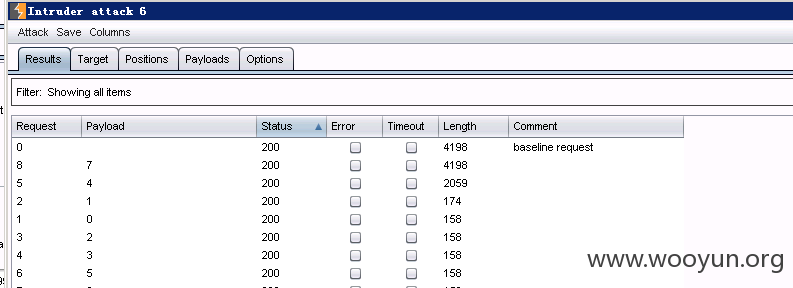 Intruder attack 6
Attack Save Columns
Results Target Positions Payloads Options
Filter: Showing all items
Request Payload Status Error Timeout Length Comment
0 200 4198 baseline request
8 7 200 4198
5 4 200 2059
2 1 200 174
1 0 200 158
3 2 200 158
4 3 200 158
6 5 200 158
www.wooyun.org